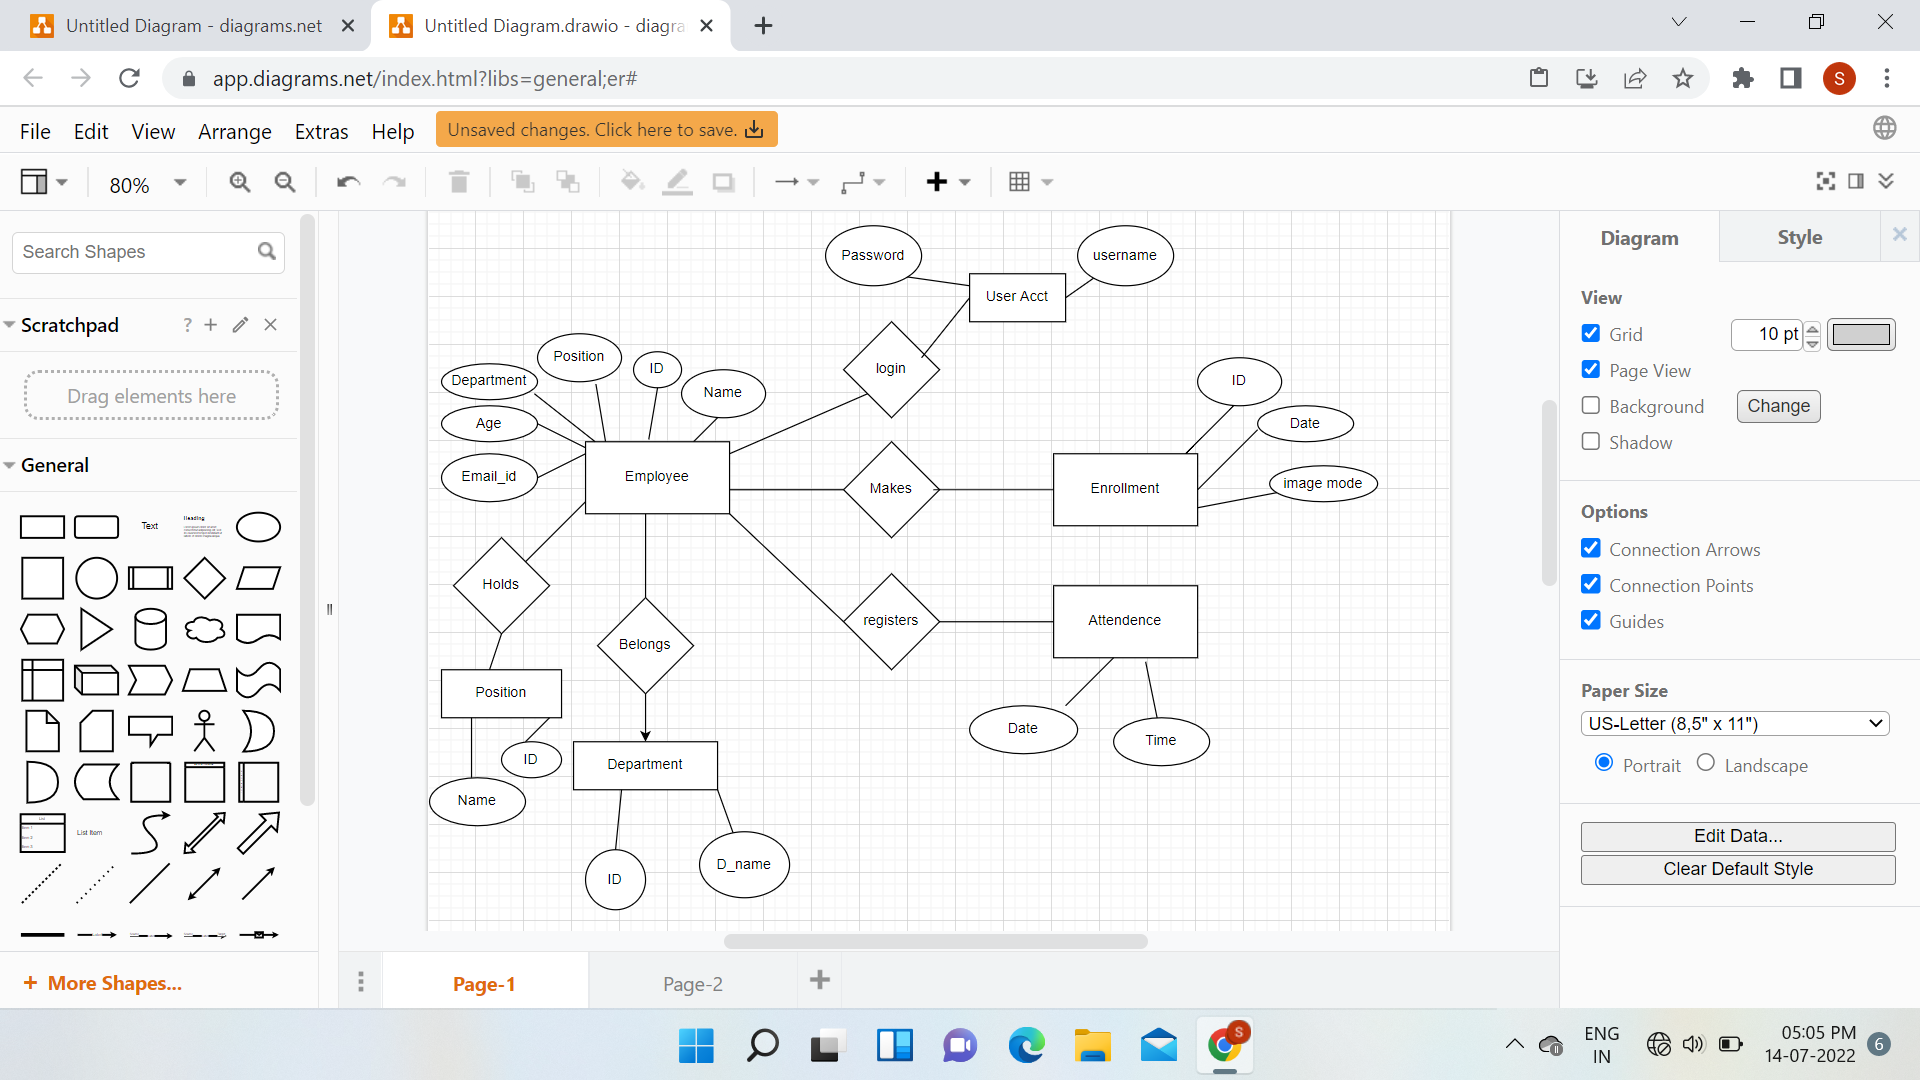 Untitled Diagram - diagrams.net
Untitled Diagram.drawio - diagra
app.diagrams.net/index.html?libs=general;er#
S
File Edit View Arrange Extras Help
Unsaved changes. Click here to save.
80%
Search Shapes
Scratchpad
?
Drag elements here
General
Text
Heading
List
List Item
+ More Shapes...
Password
username
User Acct
login
Position
ID
Department
Name
Age
Email_id
Employee
Makes
Enrollment
ID
Date
image mode
Holds
Belongs
registers
Attendence
Position
Date
Time
ID
Department
Name
ID
D_name
Page-1
Page-2
Diagram
Style
View
Grid
10 pt
Page View
Background
Change
Shadow
Options
Connection Arrows
Connection Points
Guides
Paper Size
US-Letter (8,5" x 11")
Portrait
Landscape
Edit Data...
Clear Default Style
S
ENG
IN
05:05 PM
14-07-2022
6